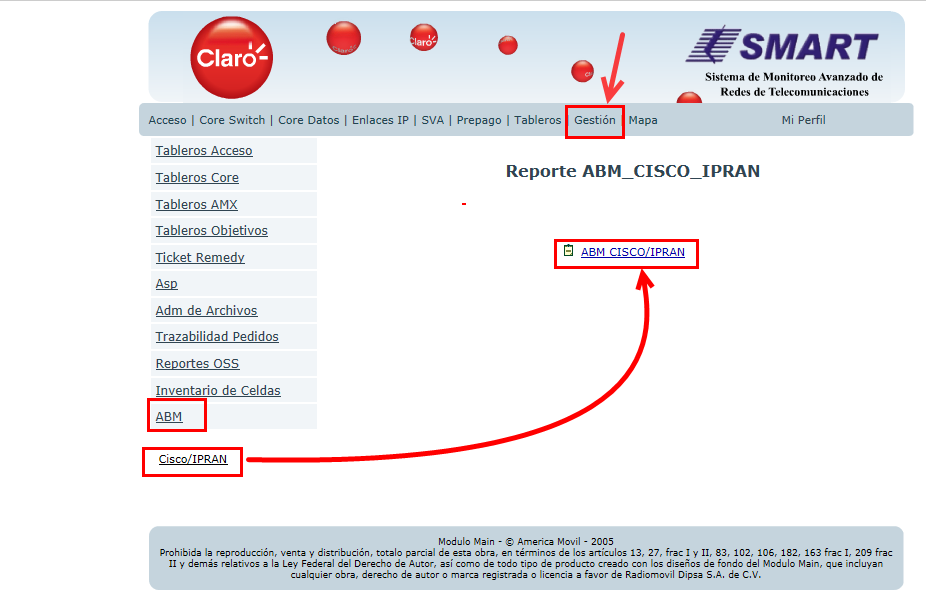 Claro
Claro
SMART
Sistema de Monitoreo Avanzado de
Redes de Telecomunicaciones
Acceso | Core Switch | Core Datos | Enlaces IP | SVA | Prepago | Tableros | Gestión | Mapa Mi Perfil
Tableros Acceso
Tableros Core
Tableros AMX
Tableros Objetivos
Ticket Remedy
Asp
Adm de Archivos
Trazabilidad Pedidos
Reportes OSS
Inventario de Celdas
ABM
Cisco/IPRAN
Reporte ABM_CISCO_IPRAN
ABM CISCO/IPRAN
Modulo Main - © America Movil - 2005
Prohibida la reproducción, venta y distribución, totalo parcial de esta obra, en términos de los artículos 13, 27, frac I y II, 83, 102, 106, 182, 163 frac I, 209 frac
II y demás relativos a la Ley Federal del Derecho de Autor, así como de todo tipo de producto creado con los diseños de fondo del Modulo Main, que incluyan
cualquier obra, derecho de autor o marca registrada o licencia a favor de Radiomovil Dipsa S.A. de C.V.